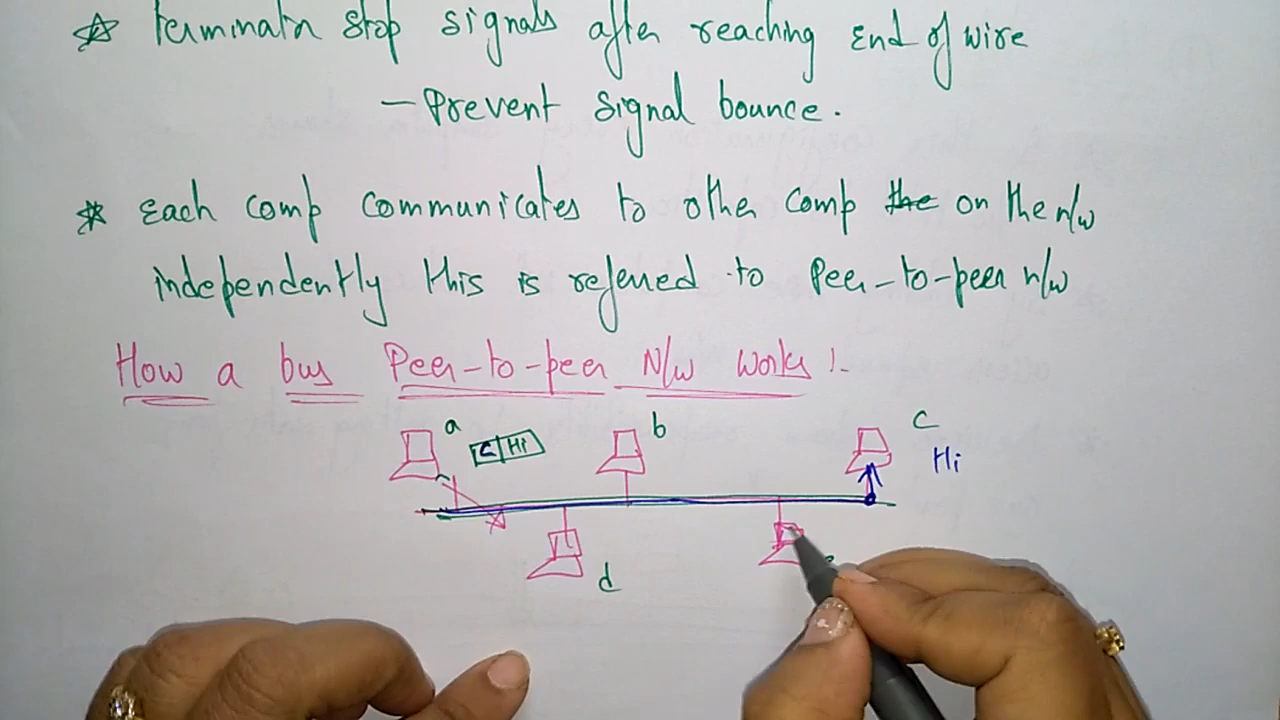 ☆ Terminatn stop signals after reaching End of wire
– Prevent signal bounce.
☆ Each comp communicates to other comp the on the n/w
independently this is referred to Peer-to-peer n/w
How a bus Peer-to-peer N/w works!-
a C Hi b C
Hi
d